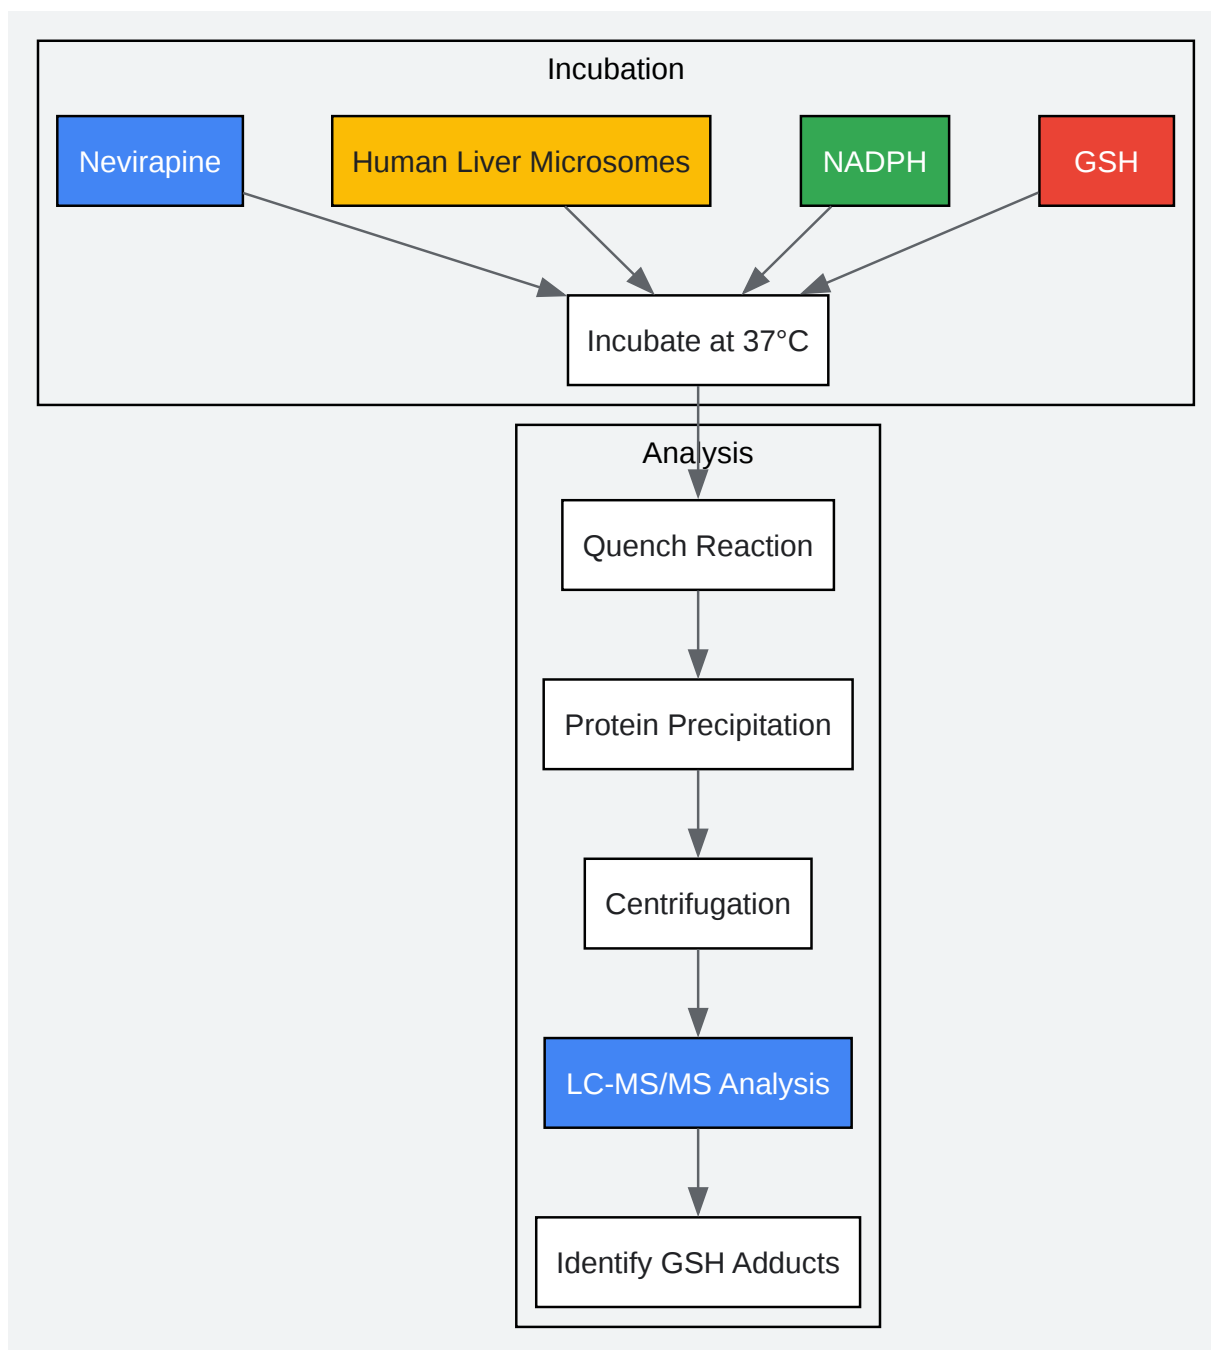 Incubation
Nevirapine
Human Liver Microsomes
NADPH
GSH
Incubate at 37°C
Analysis
Quench Reaction
Protein Precipitation
Centrifugation
LC-MS/MS Analysis
Identify GSH Adducts